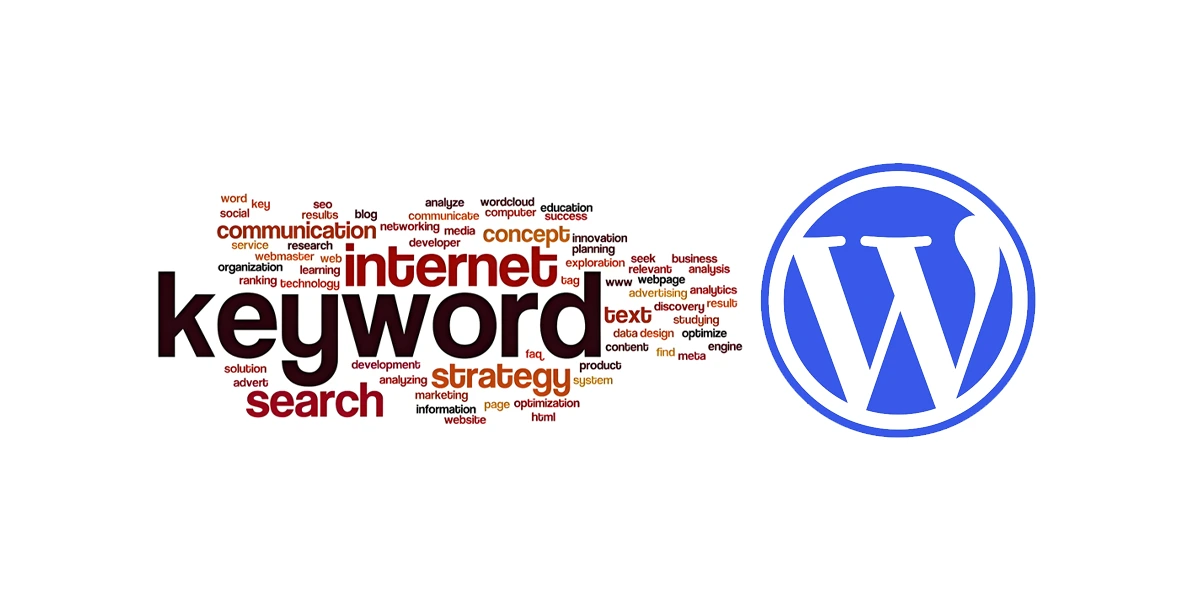 word
key
seo
analyze
wordcloud
education
social
results
blog
communicate
computer
success
communication
networking
media
concept
innovation
service
research
developer
planning
webmaster
web
internet
exploration
seek
business
organization
learning
relevant
analysis
ranking
technology
tag
www
webpage
keyword
advertising
analytics
text
discovery
result
studying
data
design
optimize
content
find
meta
engine
faq
solution
development
product
advert
analyzing
strategy
system
search
marketing
information
page
optimization
website
html
W